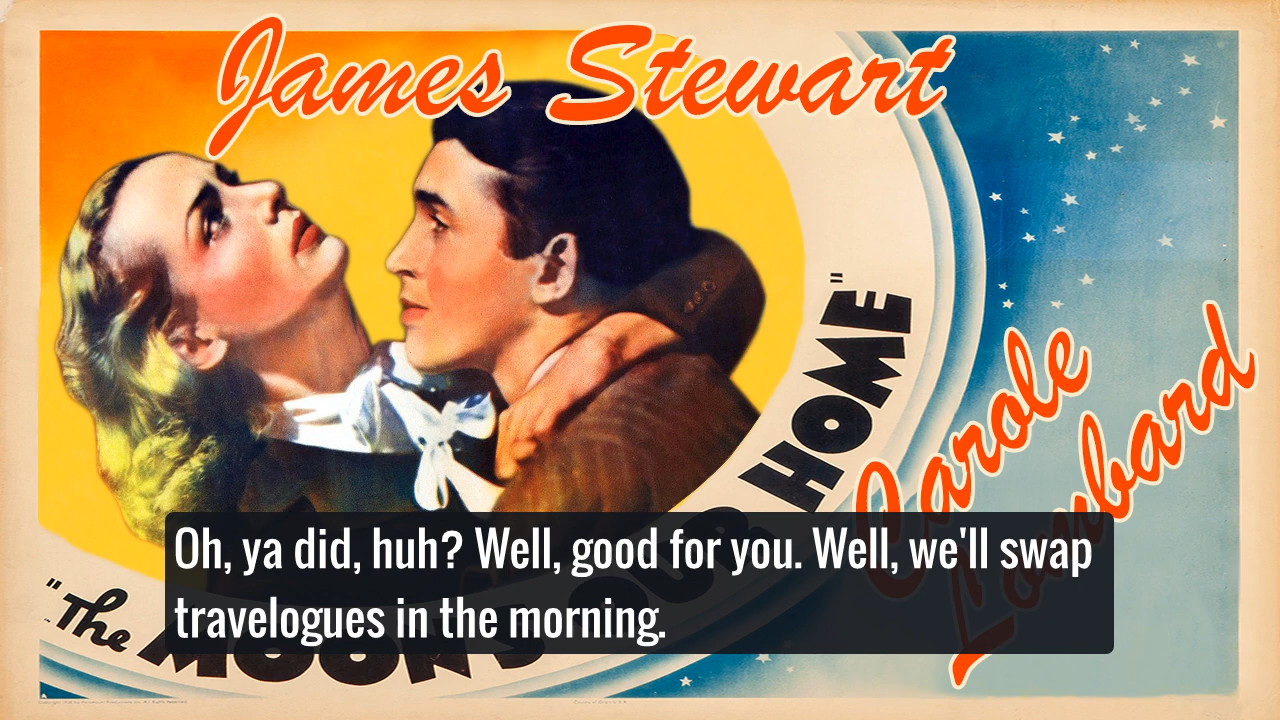 James Stewart
"The MOON'S OUR HOME"
Carole
Lombard
Oh, ya did, huh? Well, good for you. Well, we'll swap
travelogues in the morning.